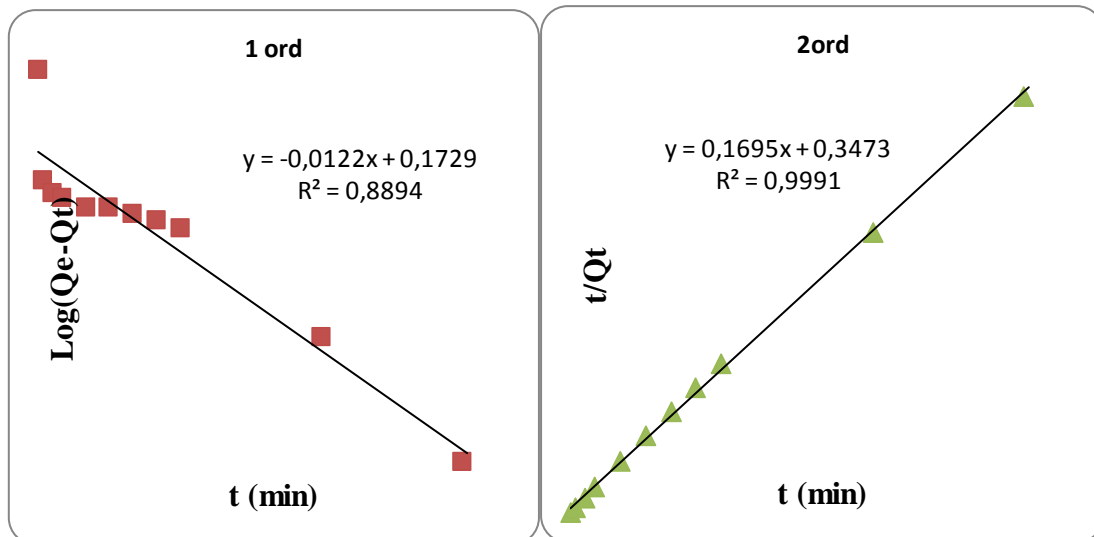 1 ord
y = -0,0122x + 0,1729
R² = 0,8894
Log(Qe-Qt)
t (min)
2ord
y = 0,1695x + 0,3473
R² = 0,9991
t/Qt
t (min)